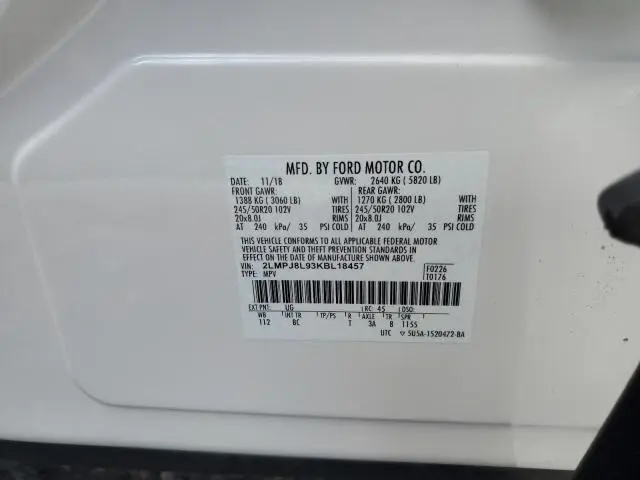 MFD. BY FORD MOTOR CO.
DATE: 11/18 GVWR: 2640 KG ( 5820 LB)
FRONT GAWR: REAR GAWR:
1388 KG ( 3060 LB) WITH 1270 KG ( 2800 LB) WITH
245/50R20 102V TIRES 245/50R20 102V TIRES
20x8.0J RIMS 20x8.0J RIMS
AT 240 kPa/ 35 PSI COLD AT 240 kPa/ 35 PSI COLD
THIS VEHICLE CONFORMS TO ALL APPLICABLE FEDERAL MOTOR
VEHICLE SAFETY AND THEFT PREVENTION STANDARDS IN
EFFECT ON THE DATE OF MANUFACTURE SHOWN ABOVE.
VIN: 2LMPJ8L93KBL18457 F0226
TYPE: MPV T0176
EXT PNT: UG RC: 45 DSO:
WB INT TR TP/PS R AXLE TR SPR
112 BC T 3A 8 1155
UTC ▽ 5U5A-1520472-BA